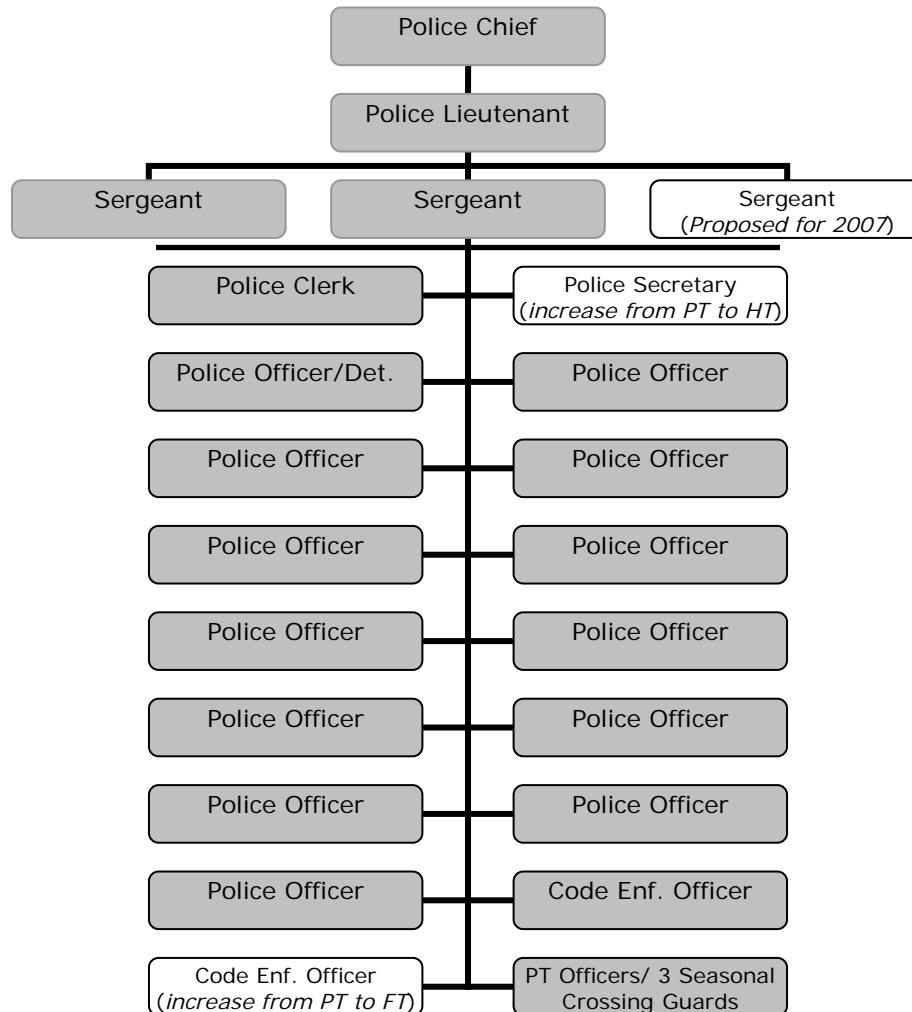 Police Chief
Police Lieutenant
Sergeant
Sergeant
Sergeant
(Proposed for 2007)
Police Clerk
Police Secretary
(increase from PT to HT)
Police Officer/Det.
Police Officer
Police Officer
Police Officer
Police Officer
Police Officer
Police Officer
Police Officer
Police Officer
Police Officer
Police Officer
Police Officer
Police Officer
Code Enf. Officer
Code Enf. Officer
(increase from PT to FT)
PT Officers/ 3 Seasonal
Crossing Guards